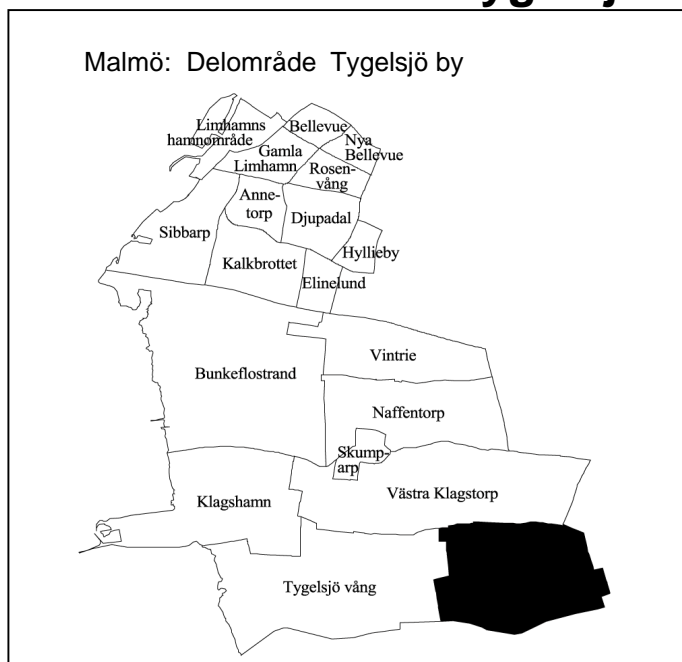 Malmö: Delområde Tygelsjö by
Limhamns
hamnområde
Bellevue
Nya
Bellevue
Gamla
Limhamn
Rosen-
vång
Anne-
torp
Djupadal
Sibbarp
Hyllieby
Kalkbrottet
Elinelund
Vintrie
Bunkeflostrand
Naffentorp
Skump-
arp
Västra Klagstorp
Klagshamn
Tygelsjö vång